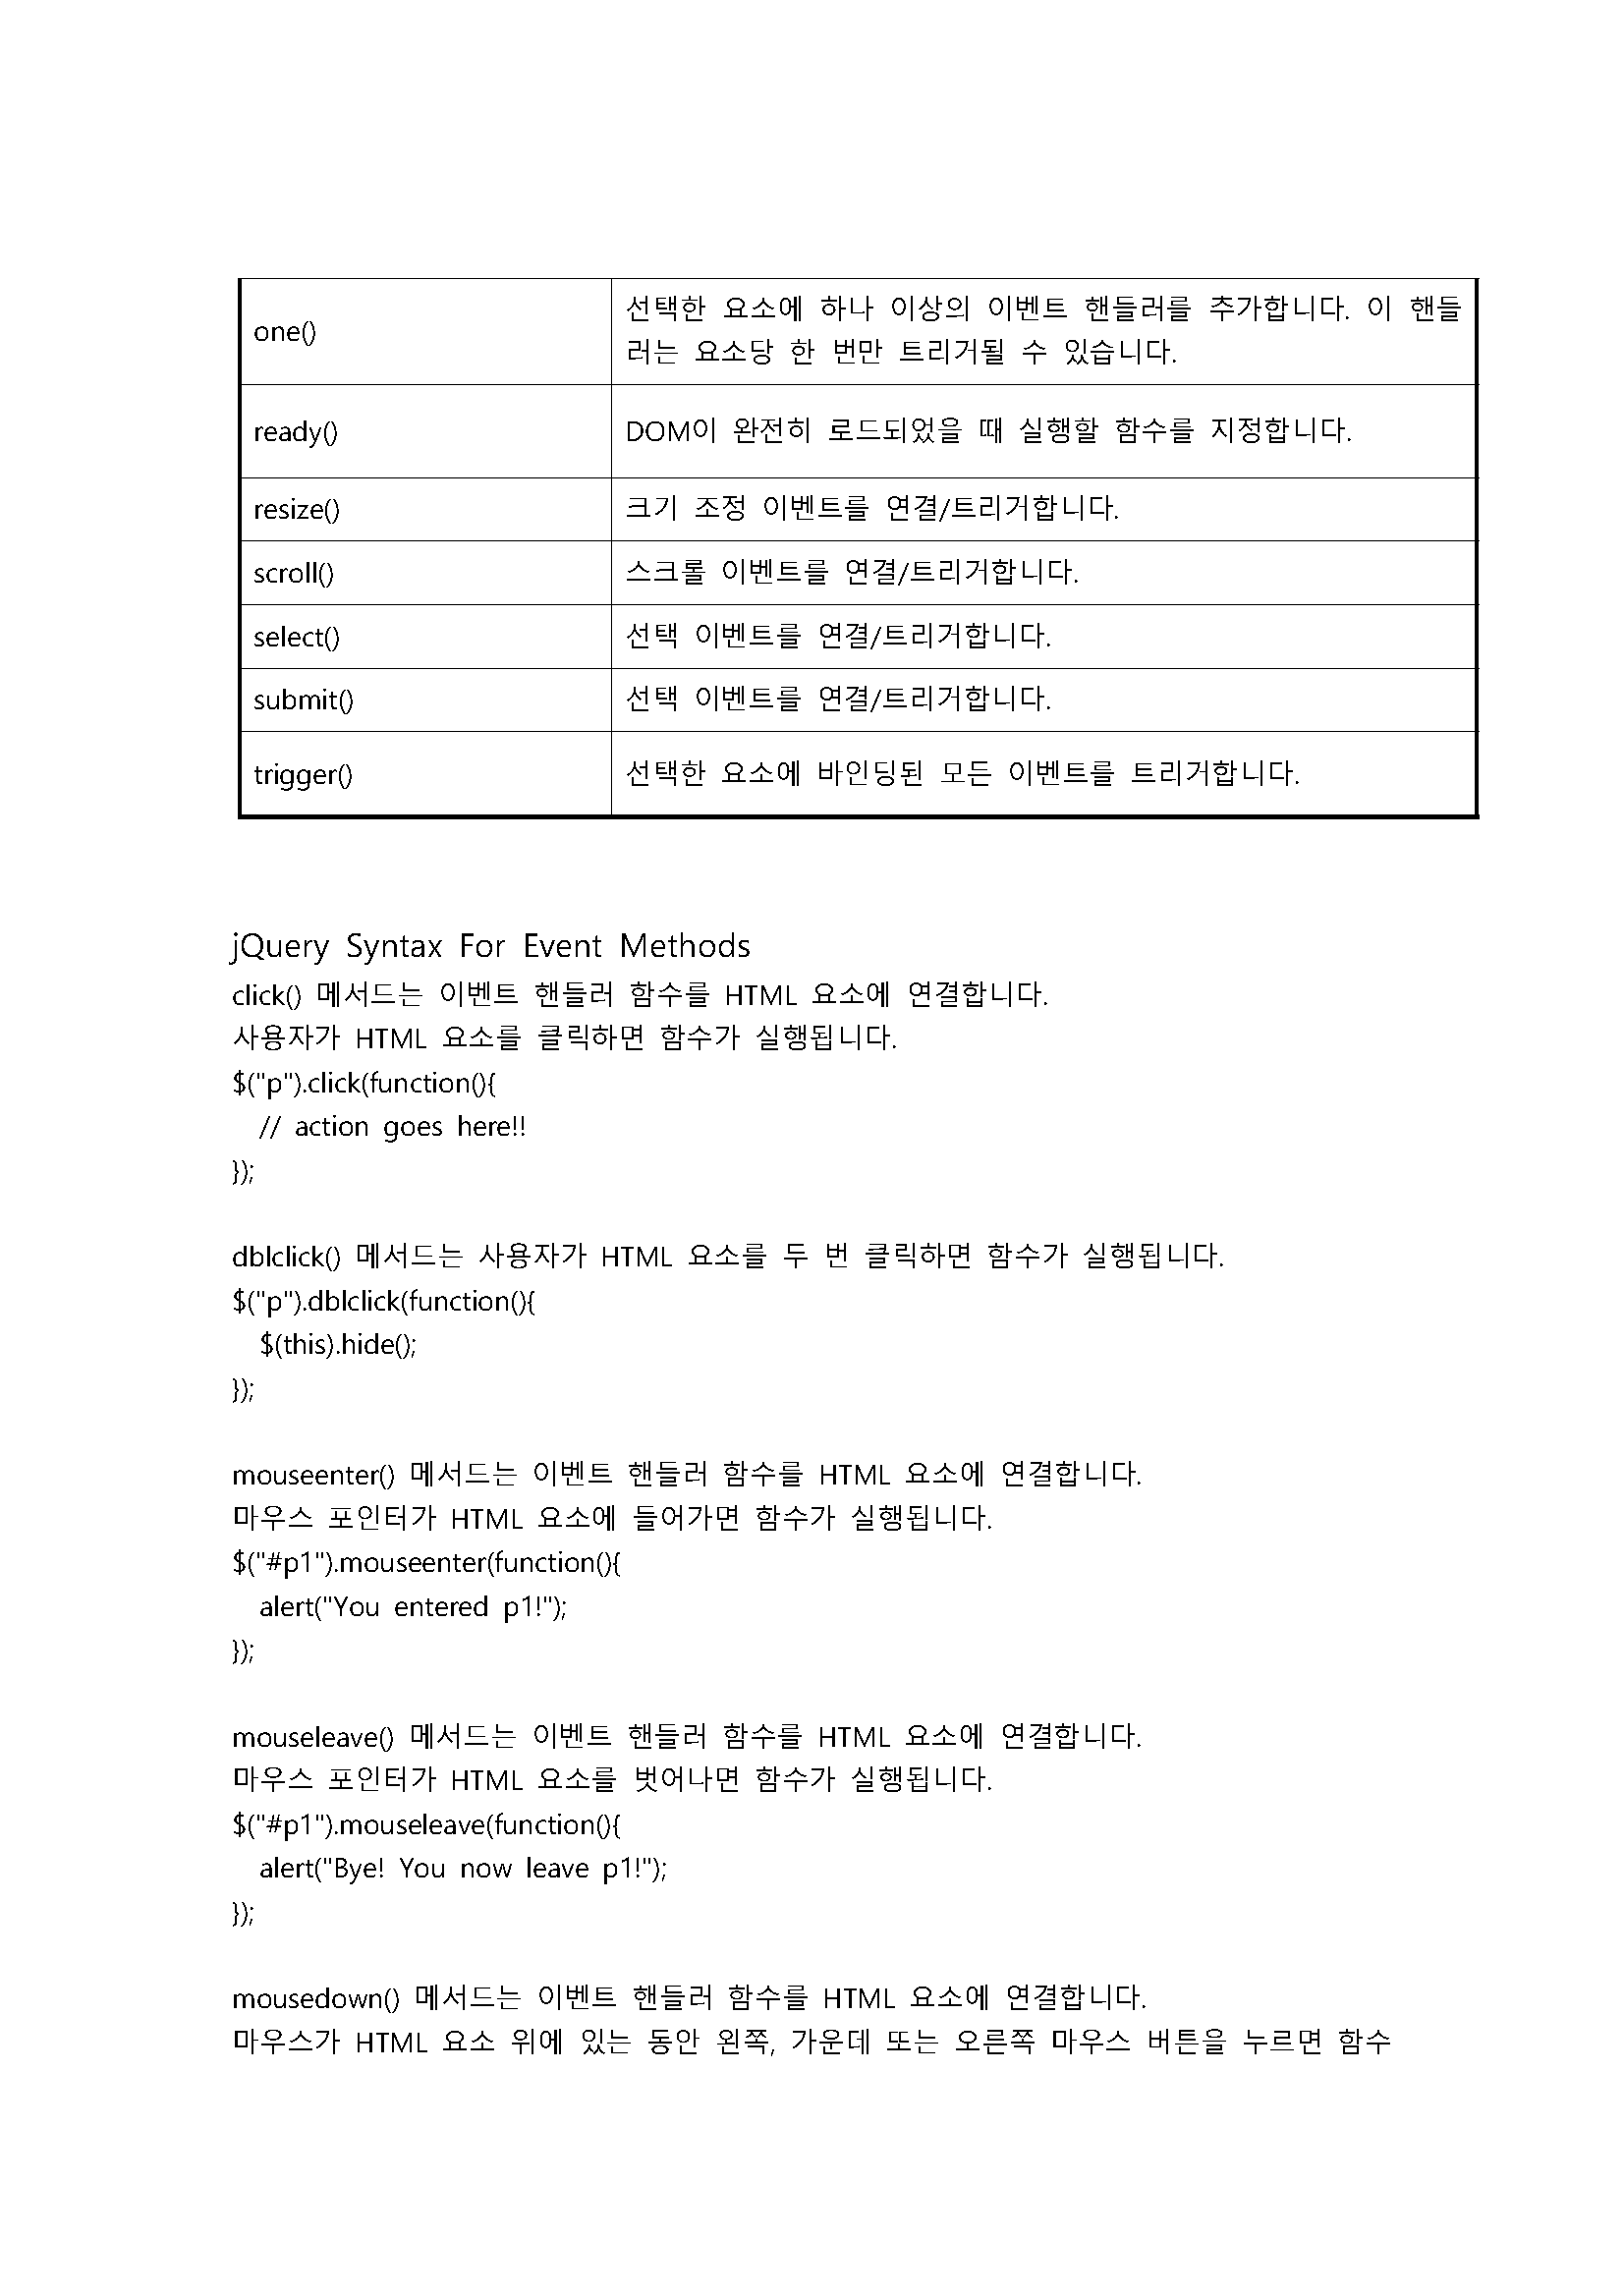 one()
선택한 요소에 하나 이상의 이벤트 핸들러를 추가합니다. 이 핸들
러는 요소당 한 번만 트리거될 수 있습니다.
ready()
DOM이 완전히 로드되었을 때 실행할 함수를 지정합니다.
resize()
크기 조정 이벤트를 연결/트리거합니다.
scroll()
스크롤 이벤트를 연결/트리거합니다.
select()
선택 이벤트를 연결/트리거합니다.
submit()
선택 이벤트를 연결/트리거합니다.
trigger()
선택한 요소에 바인딩된 모든 이벤트를 트리거합니다.
jQuery Syntax For Event Methods
click() 메서드는 이벤트 핸들러 함수를 HTML 요소에 연결합니다.
사용자가 HTML 요소를 클릭하면 함수가 실행됩니다.
$("p").click(function(){
  // action goes here!!
});
dblclick() 메서드는 사용자가 HTML 요소를 두 번 클릭하면 함수가 실행됩니다.
$("p").dblclick(function(){
  $(this).hide();
});
mouseenter() 메서드는 이벤트 핸들러 함수를 HTML 요소에 연결합니다.
마우스 포인터가 HTML 요소에 들어가면 함수가 실행됩니다.
$("#p1").mouseenter(function(){
  alert("You entered p1!");
});
mouseleave() 메서드는 이벤트 핸들러 함수를 HTML 요소에 연결합니다.
마우스 포인터가 HTML 요소를 벗어나면 함수가 실행됩니다.
$("#p1").mouseleave(function(){
  alert("Bye! You now leave p1!");
});
mousedown() 메서드는 이벤트 핸들러 함수를 HTML 요소에 연결합니다.
마우스가 HTML 요소 위에 있는 동안 왼쪽, 가운데 또는 오른쪽 마우스 버튼을 누르면 함수